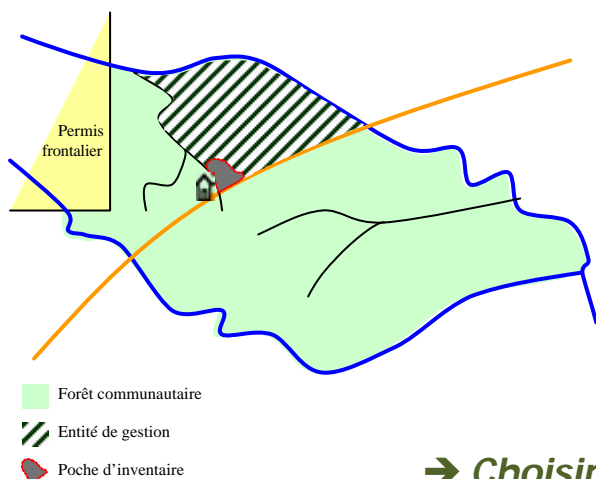 Permis
frontalier
Forêt communautaire
Entité de gestion
Poche d'inventaire
➔ Choisir